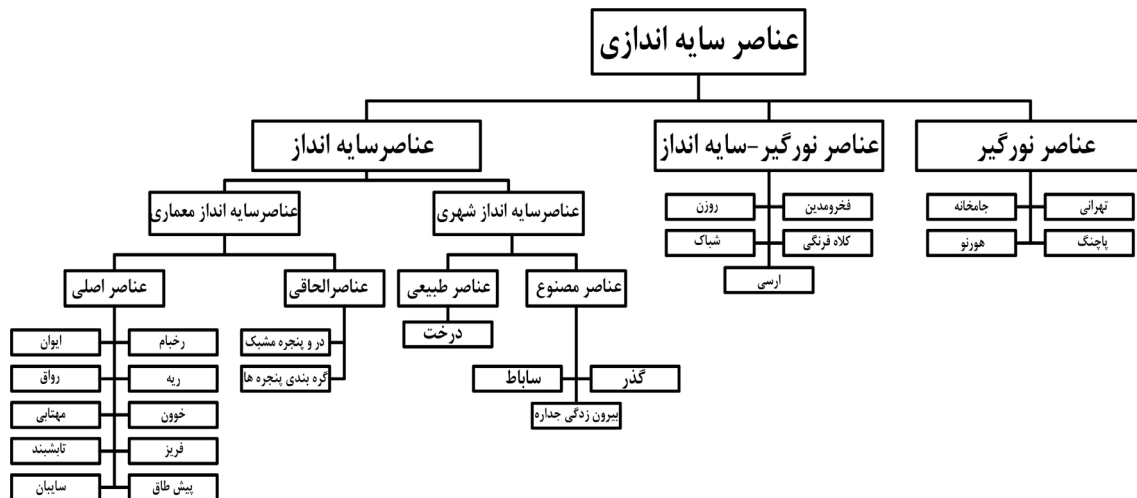 عناصر سایه اندازی
عناصر نورگیر
عناصر نورگیر-سایه انداز
عناصرسایه انداز
تهرانی
جامخانه
پاچنگ
هورنو
فخرومدین
روزن
کلاه فرنگی
شباک
ارسی
عناصرسایه انداز شهری
عناصرسایه انداز معماری
عناصر مصنوع
عناصر طبیعی
عناصرالحاقی
عناصر اصلی
گذر
ساباط
بیرون زدگی جداره
درخت
در و پنجره مشبک
گره بندی پنجره ها
رخبام
ایوان
ریه
رواق
خوون
مهتابی
فریز
تابشبند
پیش طاق
سایبان